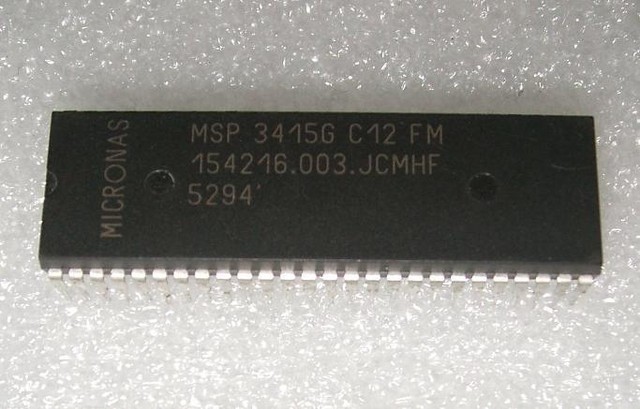 MICRONAS
MSP 3415G C12 FM
154216.003.JCMHF
5294